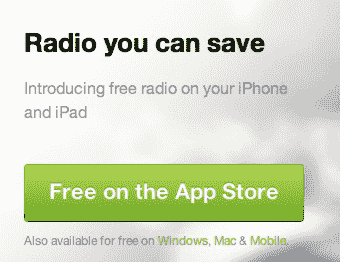 Radio you can save
Introducing free radio on your iPhone
and iPad
Free on the App Store
Also available for free on Windows, Mac & Mobile.